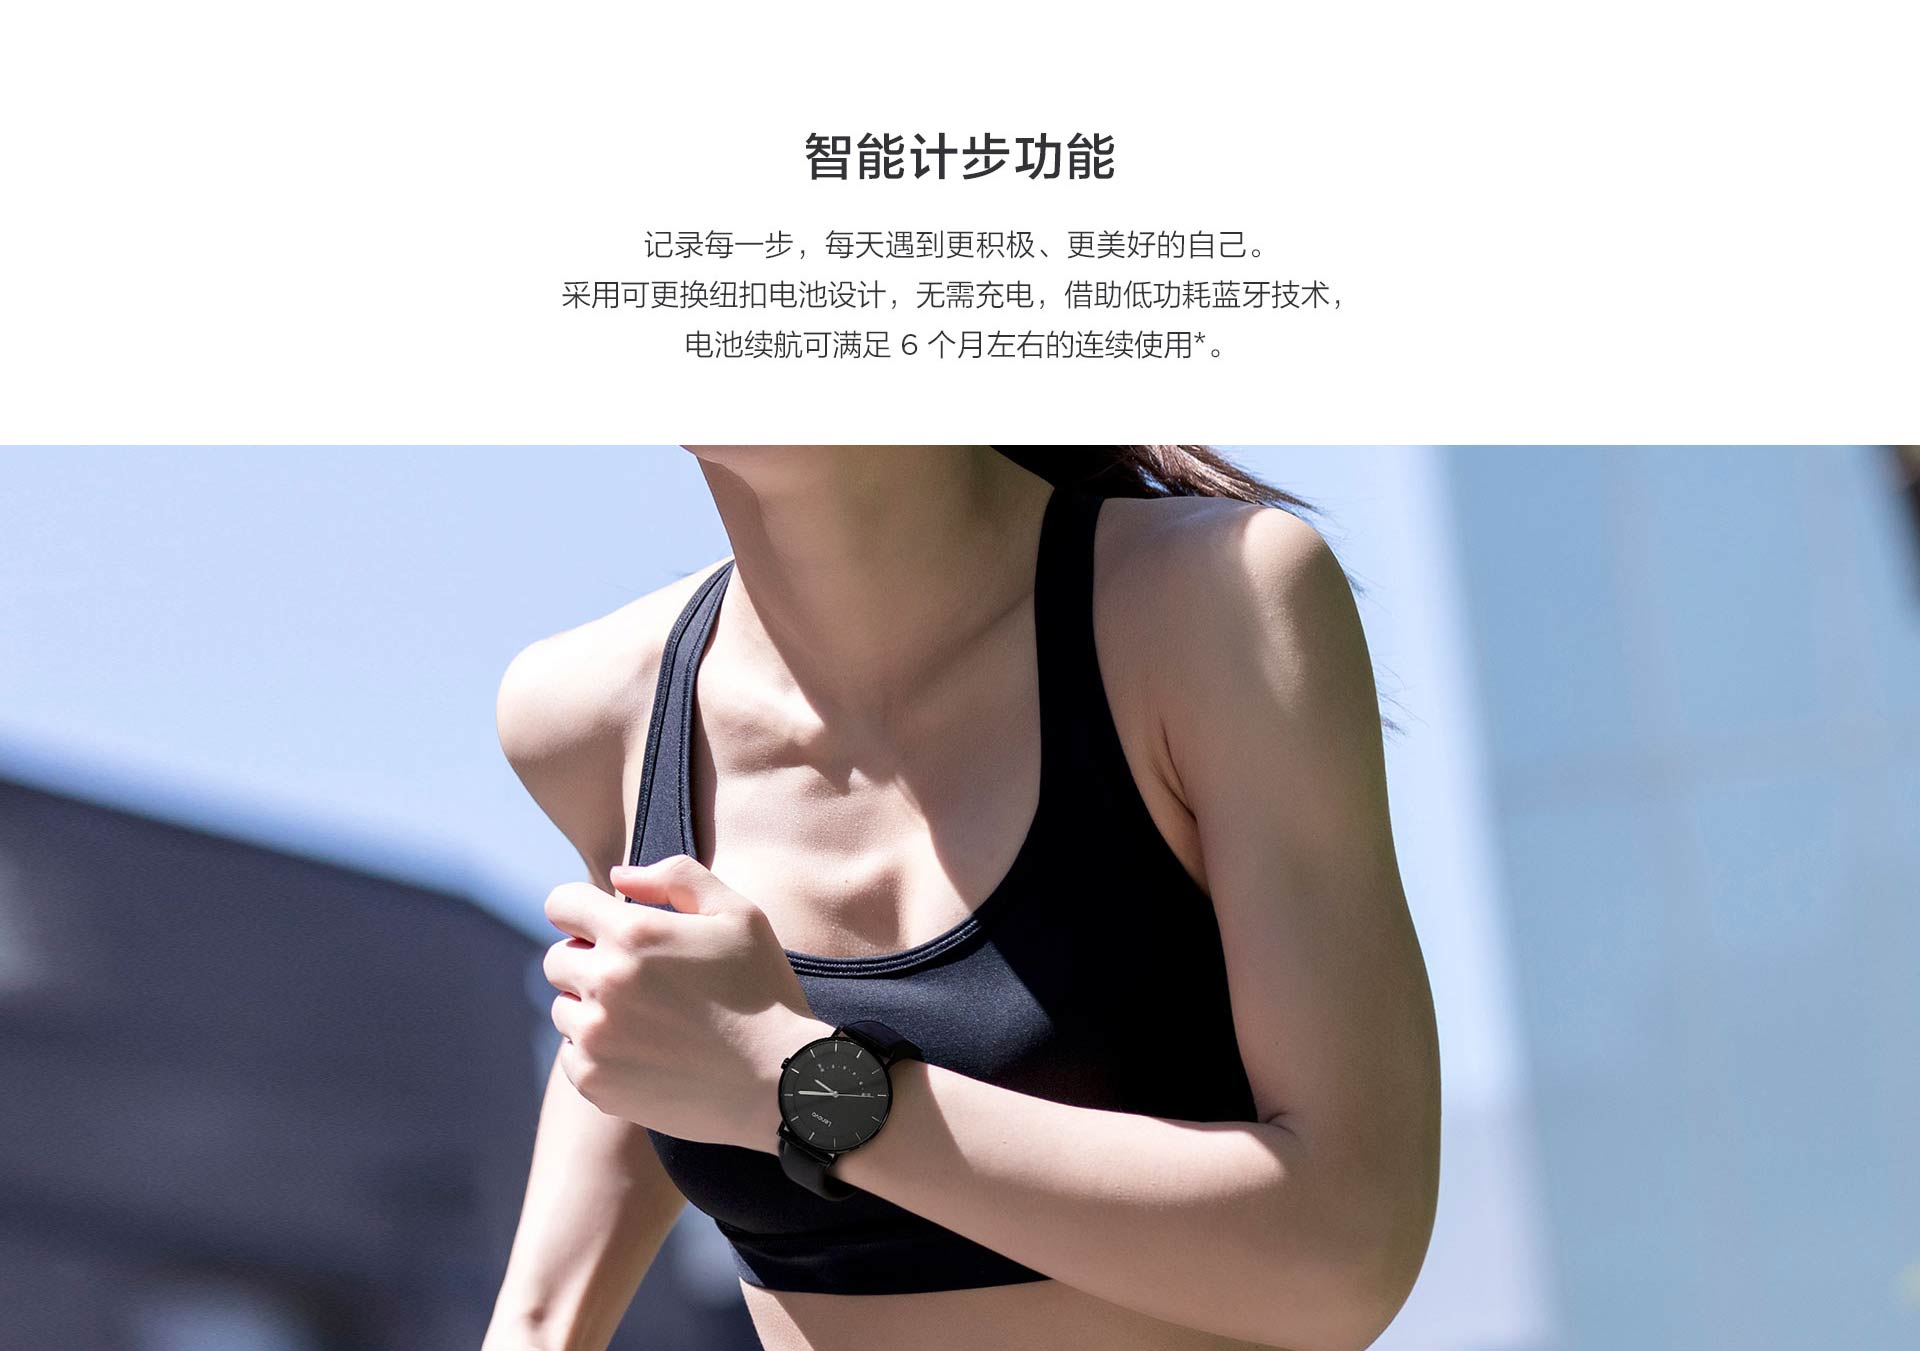 智能计步功能
记录每一步，每天遇到更积极、更美好的自己。
采用可更换纽扣电池设计，无需充电，借助低功耗蓝牙技术，
电池续航可满足 6 个月左右的连续使用*。
Lenovo